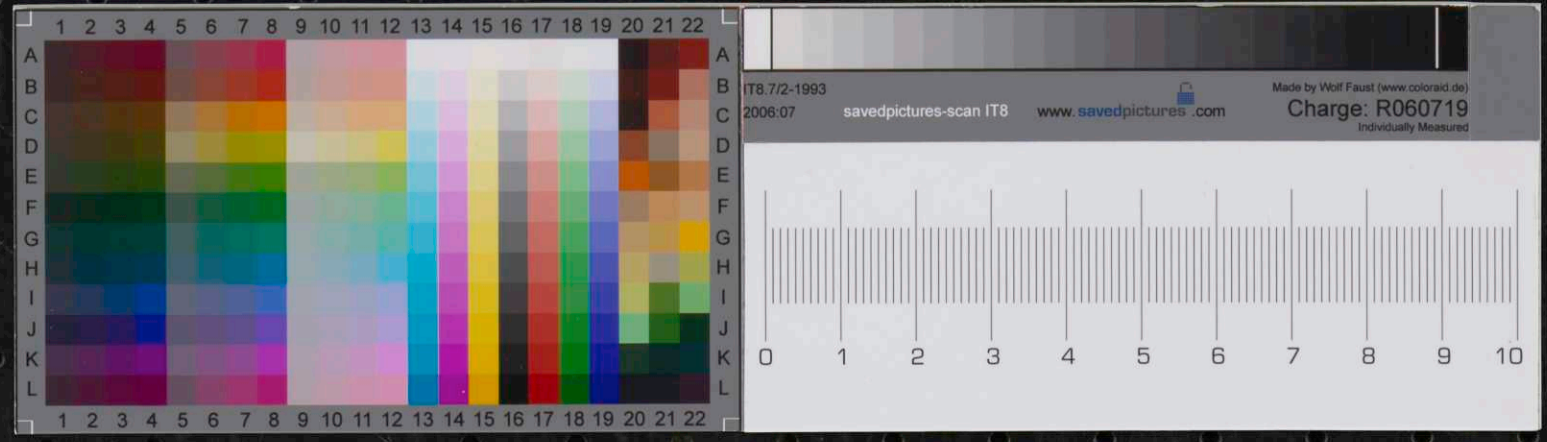 1 2 3 4 5 6 7 8 9 10 11 12 13 14 15 16 17 18 19 20 21 22
A A
B B
C C
D D
E E
F F
G G
H H
I I
J J
K K
L L
1 2 3 4 5 6 7 8 9 10 11 12 13 14 15 16 17 18 19 20 21 22
IT8.7/2-1993
2006:07
savedpictures-scan IT8
www.savedpictures.com
Made by Wolf Faust (www.coloraid.de)
Charge: R060719
Individually Measured
0 1 2 3 4 5 6 7 8 9 10